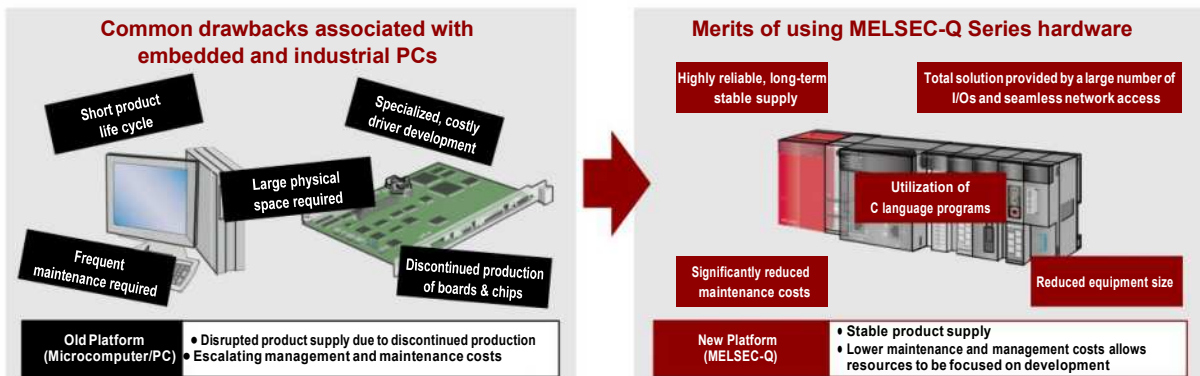 Common drawbacks associated with
embedded and industrial PCs
Short product
life cycle
Specialized, costly
driver development
Large physical
space required
Frequent
maintenance required
Discontinued production
of boards & chips
Old Platform
(Microcomputer/PC)
● Disrupted product supply due to discontinued production
● Escalating management and maintenance costs
Merits of using MELSEC-Q Series hardware
Highly reliable, long-term
stable supply
Total solution provided by a large number of
I/Os and seamless network access
Utilization of
C language programs
Significantly reduced
maintenance costs
Reduced equipment size
New Platform
(MELSEC-Q)
● Stable product supply
● Lower maintenance and management costs allows
resources to be focused on development